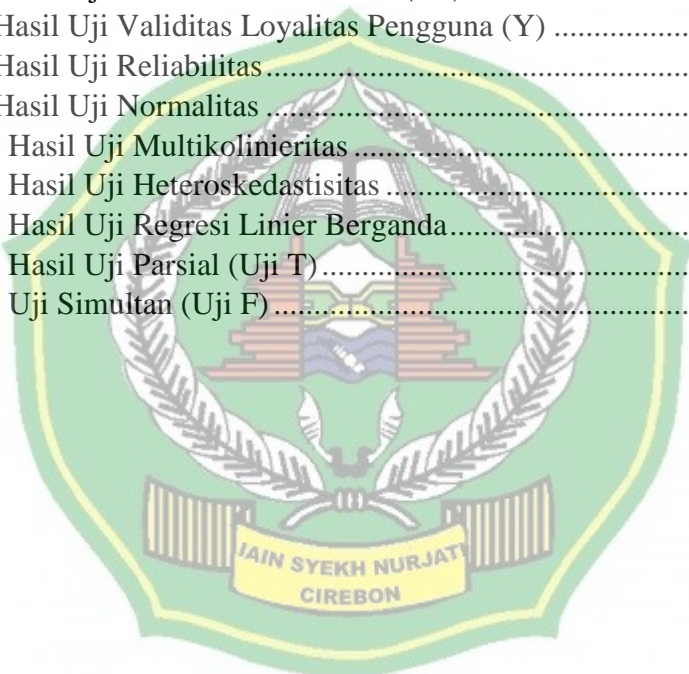 Hasil Uji Validitas Loyalitas Pengguna (Y) ................
Hasil Uji Reliabilitas..................................................
Hasil Uji Normalitas ..................................................
Hasil Uji Multikolinieritas ........................................
Hasil Uji Heteroskedastisitas ....................................
Hasil Uji Regresi Linier Berganda............................
Hasil Uji Parsial (Uji T)............................................
Uji Simultan (Uji F)..................................................
IAIN SYEKH NURJATI
CIREBON